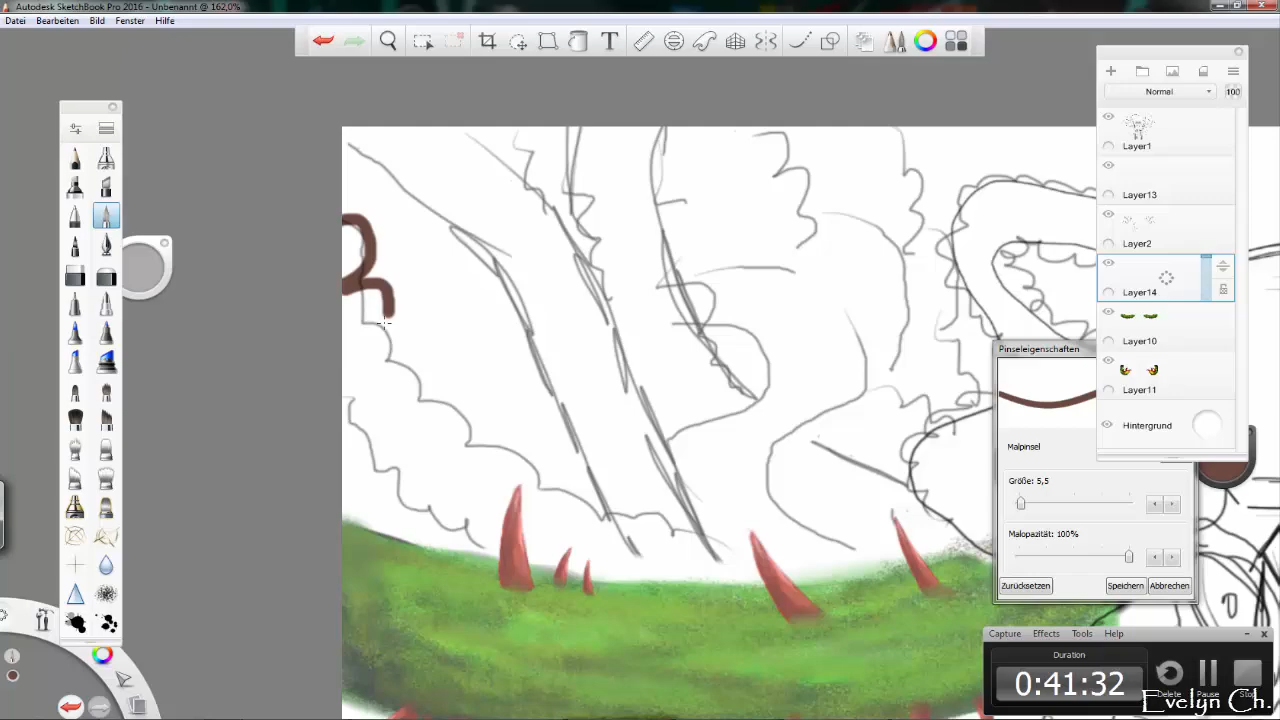 Autodesk SketchBook Pro 2016 - Unbenannt @ 162,0%
Datei Bearbeiten Bild Fenster Hilfe
T
Normal 100
Layer1
Layer13
Layer2
Layer14
Layer10
Layer11
Hintergrund
Pinseleigenschaften
Malpinsel
Größe: 5,5
Malopazität: 100%
Zurücksetzen Speichern Abbrechen
Capture Effects Tools Help
Duration
0:41:32
Delete Pause Stop
Evelyn Ch.